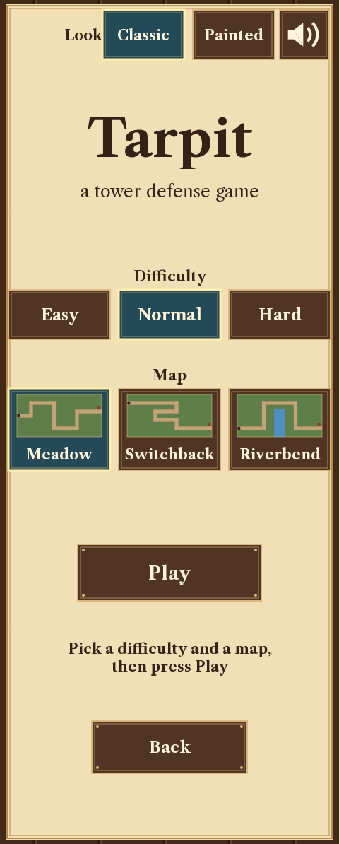 Look Classic Painted
Tarpit
a tower defense game
Difficulty
Easy Normal Hard
Map
Meadow Switchback Riverbend
Play
Pick a difficulty and a map,
then press Play
Back